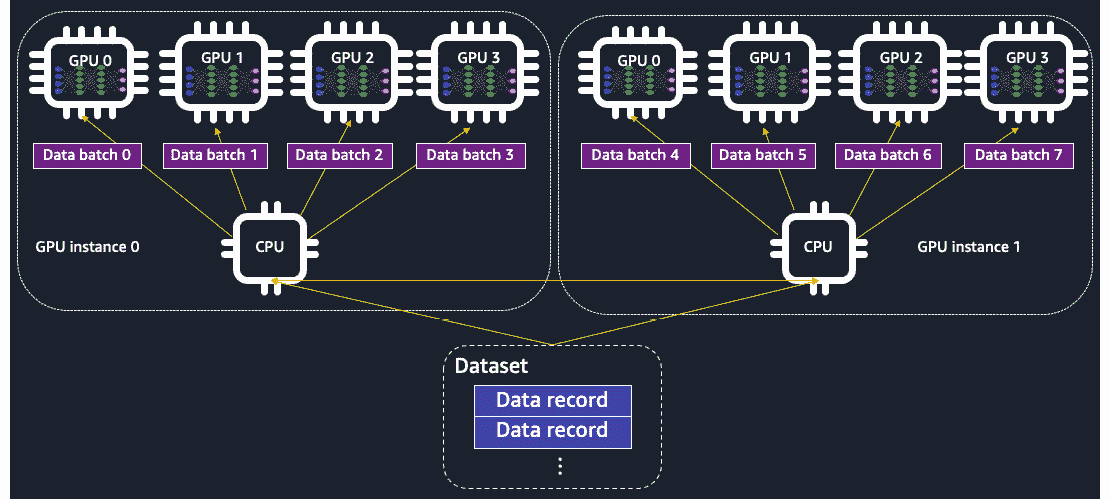 GPU 0
GPU 1
GPU 2
GPU 3
GPU 0
GPU 1
GPU 2
GPU 3
Data batch 0
Data batch 1
Data batch 2
Data batch 3
Data batch 4
Data batch 5
Data batch 6
Data batch 7
GPU instance 0
CPU
CPU
GPU instance 1
Dataset
Data record
Data record
⋮